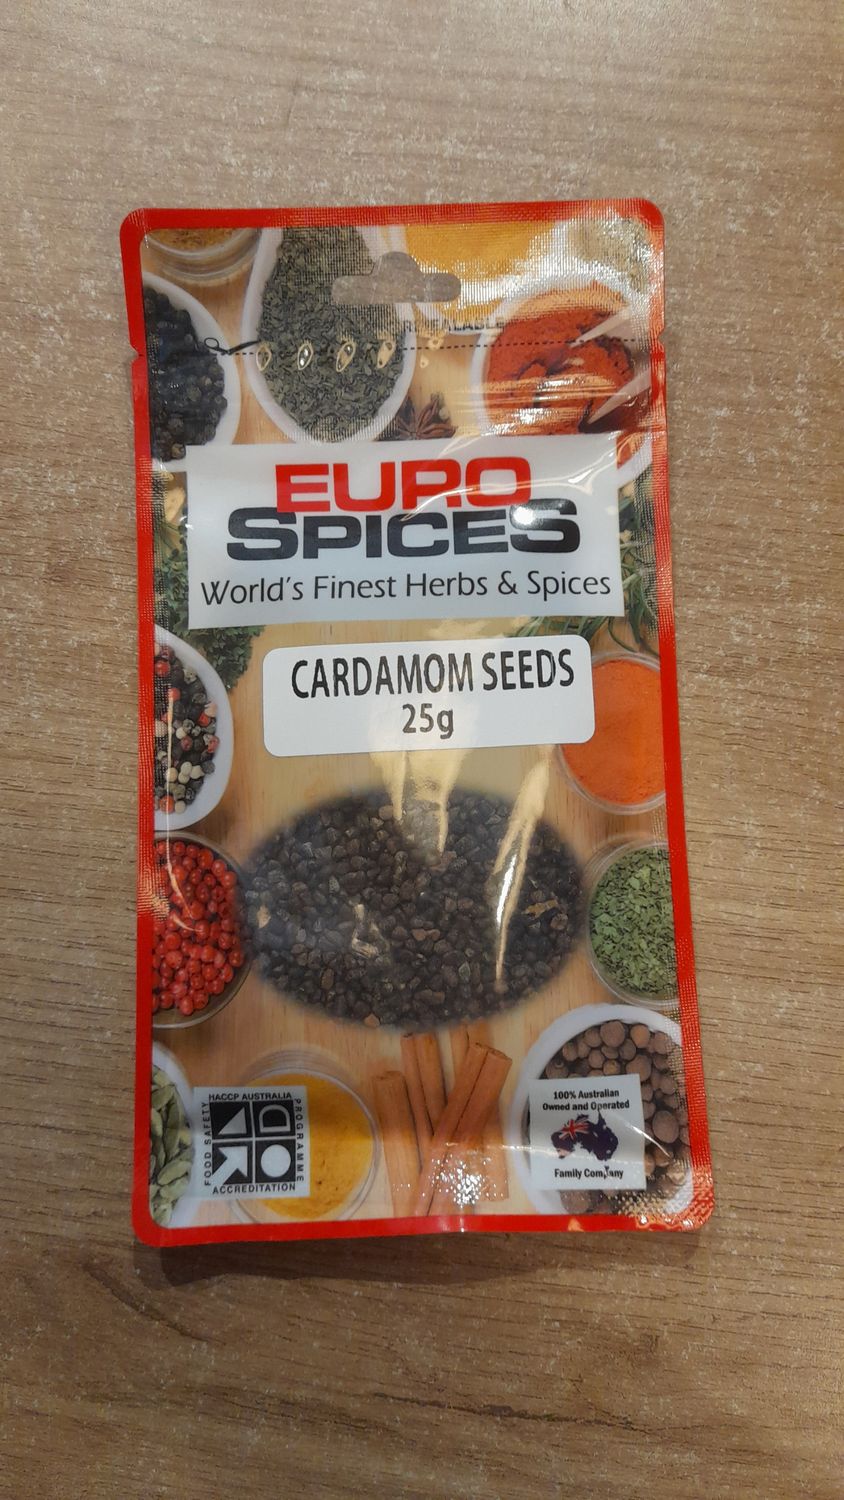 RESEALABLE
EURO
SPICES
World's Finest Herbs & Spices
CARDAMOM SEEDS
25g
HACCP AUSTRALIA
FOOD SAFETY
PROGRAMME
ACCREDITATION
100% Australian
Owned and Operated
Family Company